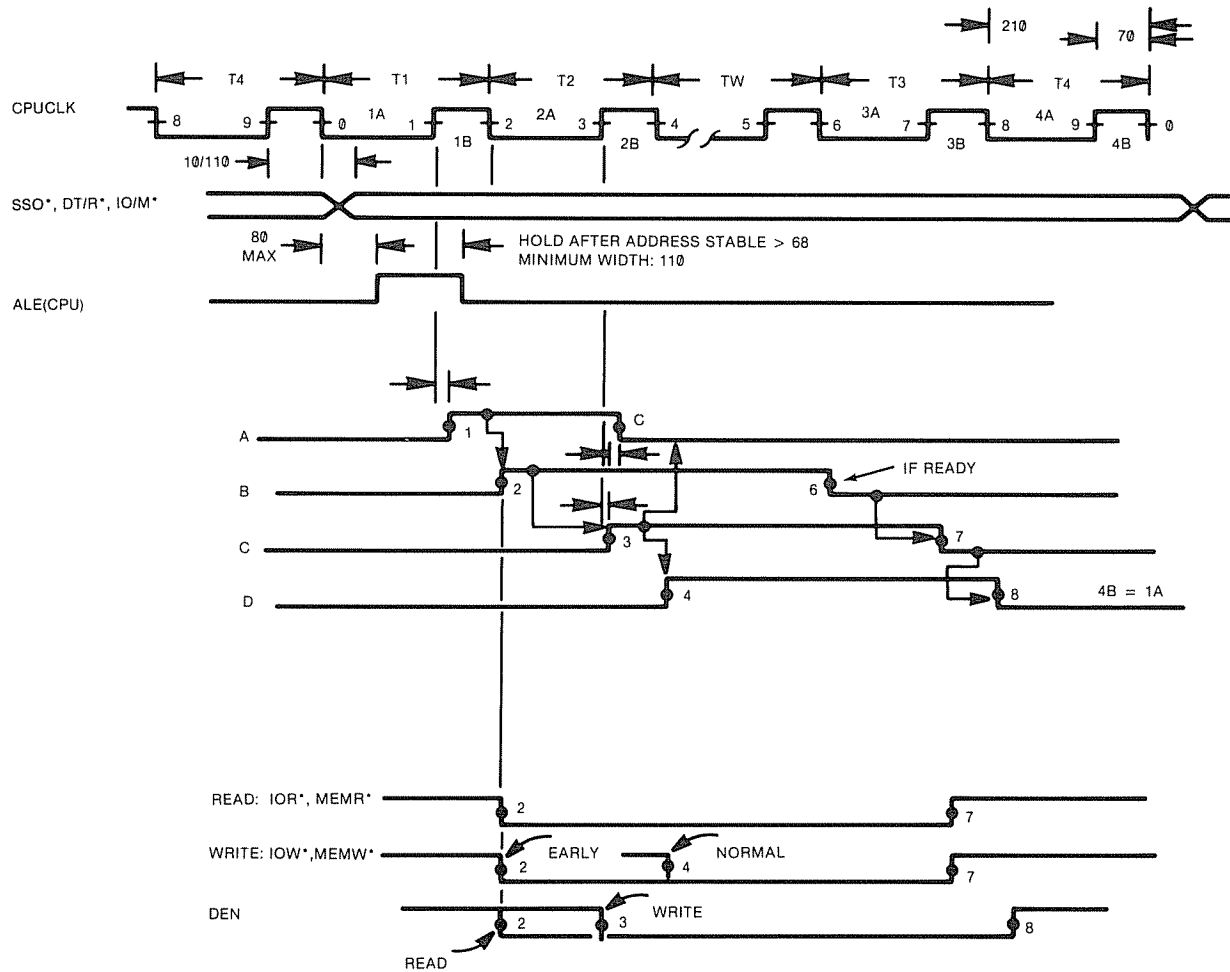 210
70
T4 T1 T2 TW T3 T4
CPUCLK
8 9 0 1A 1 2 2A 3 4 5 6 3A 7 8 4A 9 0
1B 2B 3B 4B
10/110
SSO*, DT/R*, IO/M*
80
MAX
HOLD AFTER ADDRESS STABLE > 68
MINIMUM WIDTH: 110
ALE(CPU)
A 1 C
B 2 6 IF READY
C 3 7
D 4 8 4B = 1A
READ: IOR*, MEMR* 2 7
WRITE: IOW*,MEMW* 2 EARLY 4 NORMAL 7
DEN 2 3 WRITE 8
READ